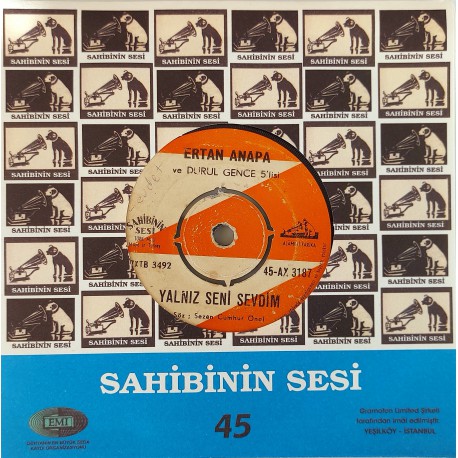 SAHİBİNİN SESİ
ERTAN ANAPA
ve DURUL GENCE 5'lisi
SAHİBİNİN
SESİ
7XTB 3492
45-AX 3187
YALNIZ SENİ SEVDİM
Söz : Sezen Cumhur Önal
SAHİBİNİN SESİ
EMI
45
Gramofon Limited Şirketi
tarafından imal edilmiştir.
YEŞİLKÖY - İSTANBUL